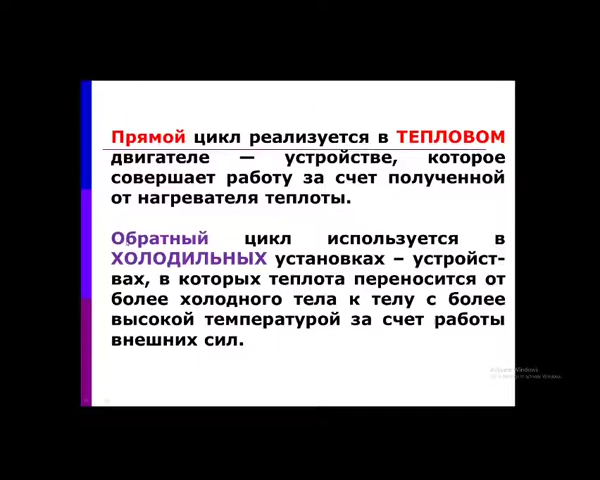 Прямой цикл реализуется в ТЕПЛОВОМ
двигателе — устройстве, которое
совершает работу за счет полученной
от нагревателя теплоты.
Обратный цикл используется в
ХОЛОДИЛЬНЫХ установках – устройст-
вах, в которых теплота переносится от
более холодного тела к телу с более
высокой температурой за счет работы
внешних сил.
Activate Windows